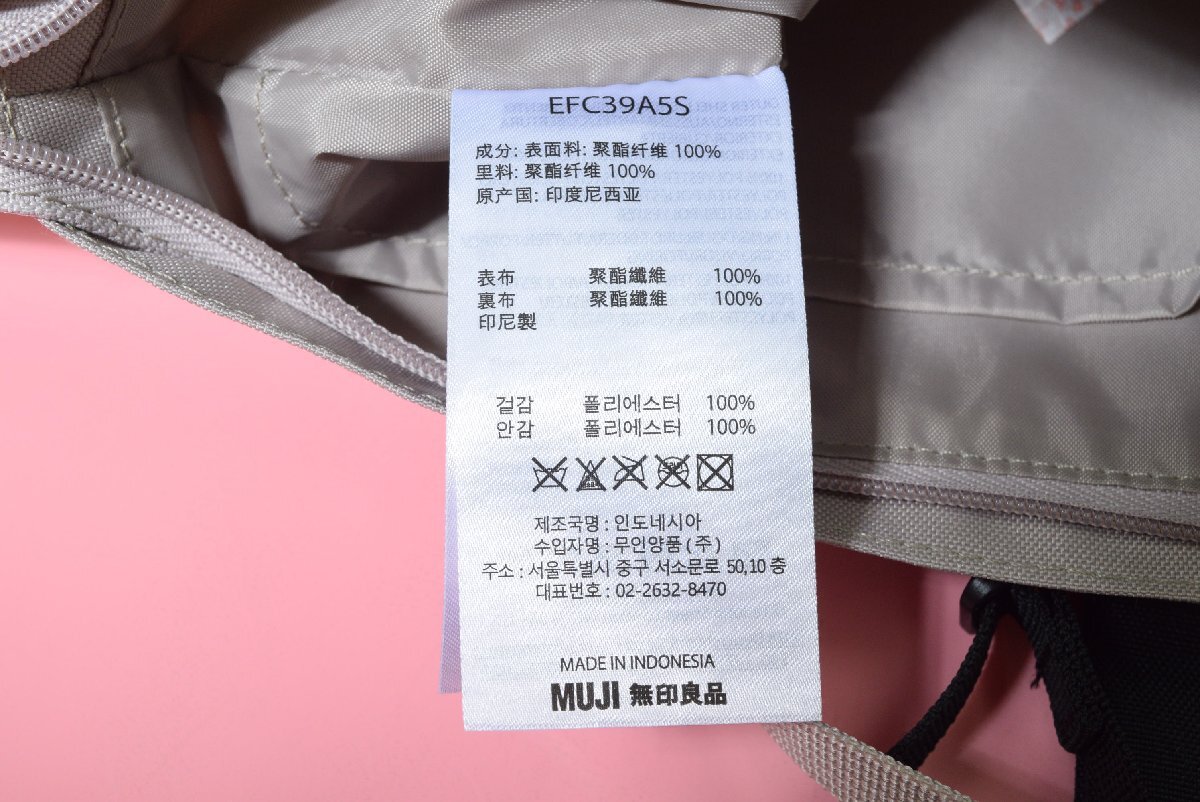 EFC39A5S
成分: 表面料: 聚酯纤维 100%
里料: 聚酯纤维 100%
原产国: 印度尼西亚
表布 聚酯纖維 100%
裏布 聚酯纖維 100%
印尼製
겉감 폴리에스터 100%
안감 폴리에스터 100%
제조국명 : 인도네시아
수입자명 : 무인양품 ( 주 )
주소 : 서울특별시 중구 서소문로 50,10 층
대표번호 : 02-2632-8470
MADE IN INDONESIA
MUJI 無印良品